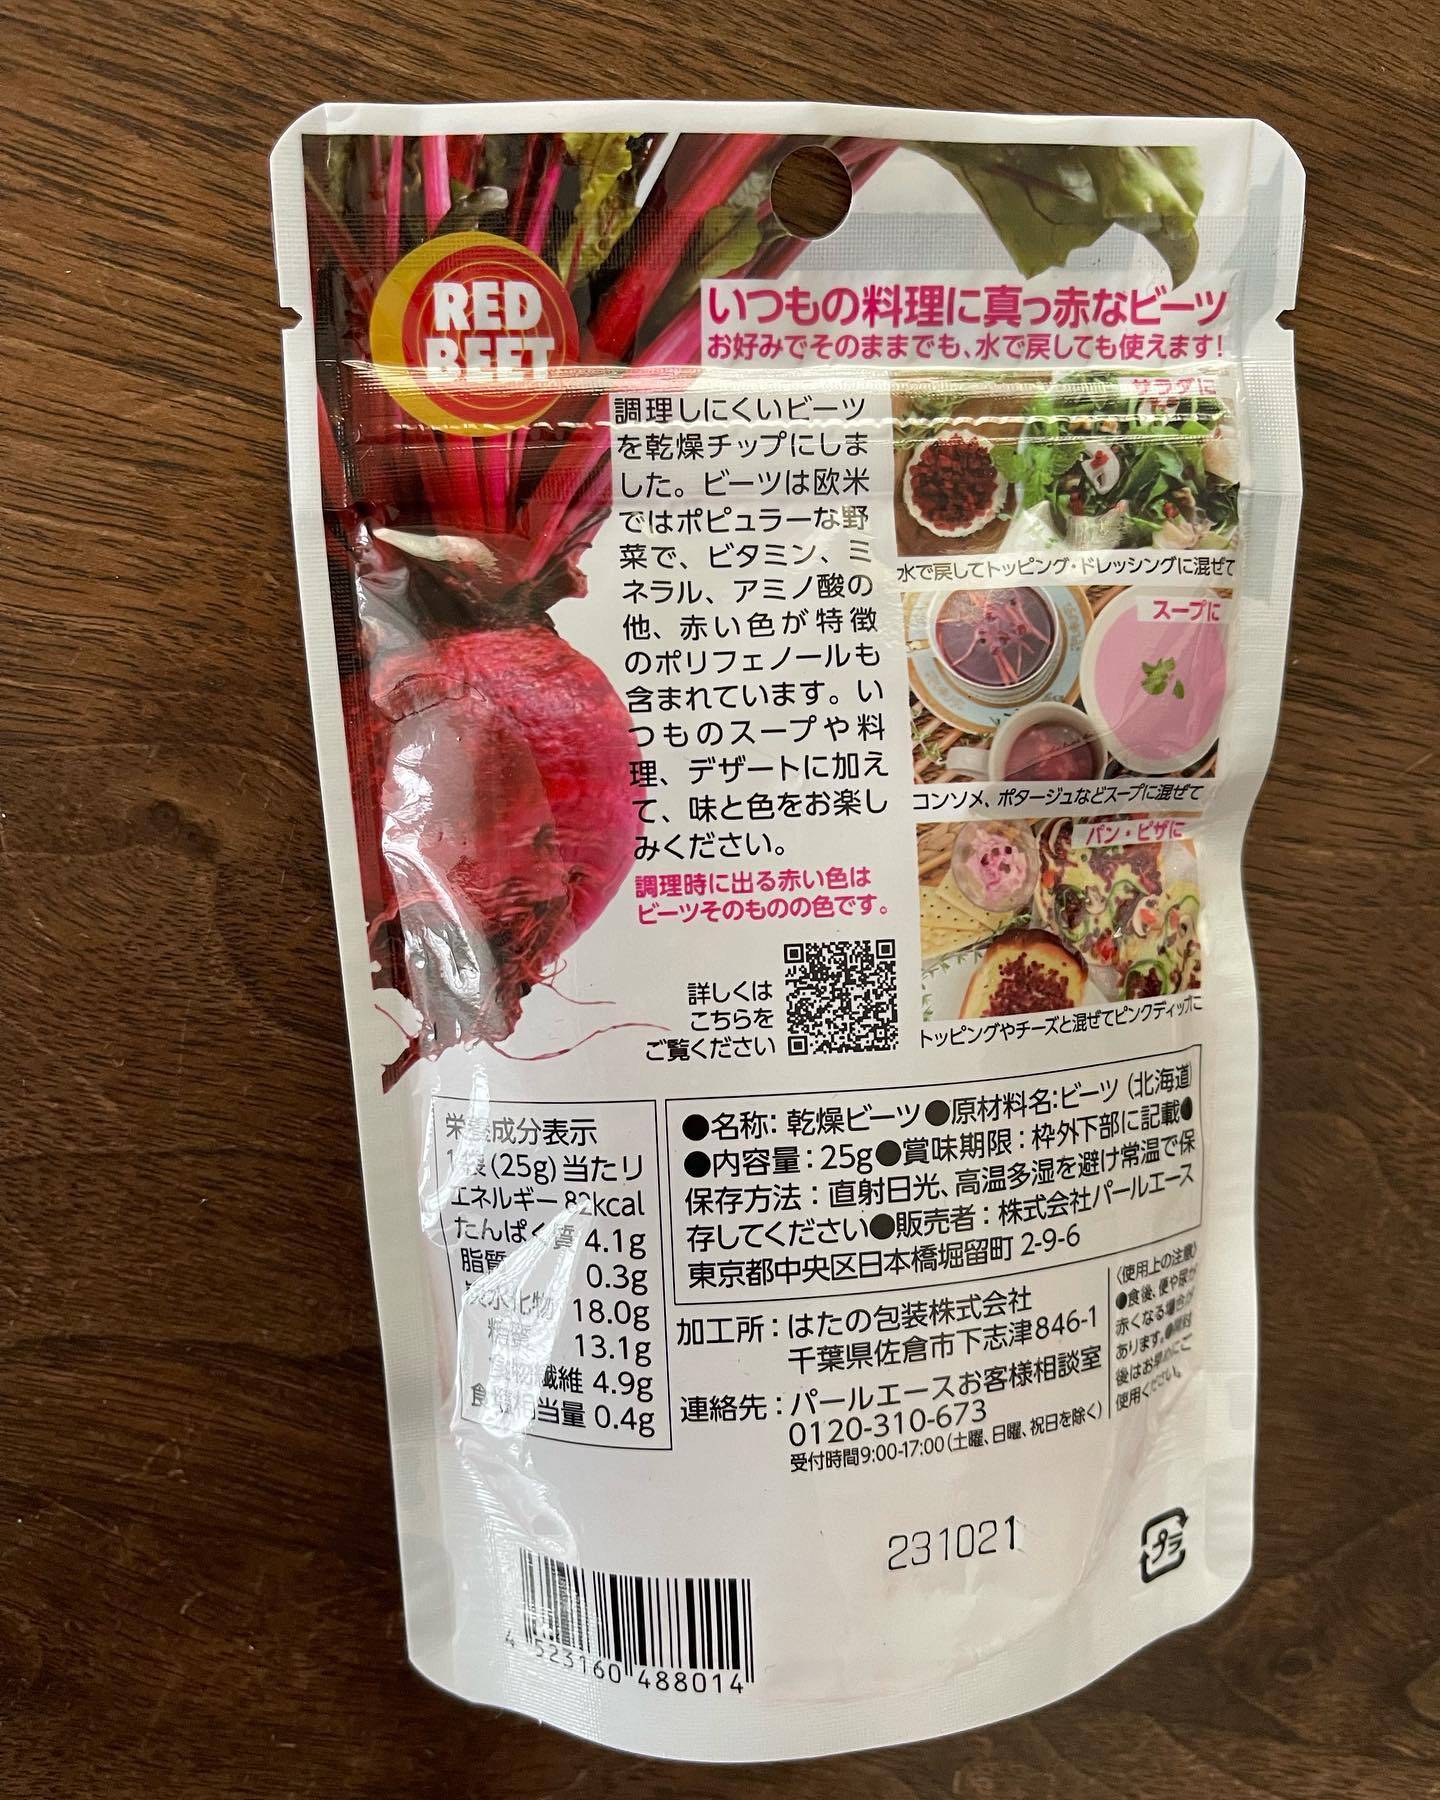 RED
BEET
いつもの料理に真っ赤なビーツ
お好みでそのままでも、水で戻しても使えます!
調理しにくいビーツ
を乾燥チップにしま
した。ビーツは欧米
ではポピュラーな野
菜で、ビタミン、ミ
ネラル、アミノ酸の
他、赤い色が特徴
のポリフェノールも
含まれています。い
つものスープや料
理、デザートに加え
て、味と色をお楽し
みください。
調理時に出る赤い色は
ビーツそのものの色です。
詳しくは
こちらを
ご覧ください
サラダに
水で戻してトッピング・ドレッシングに混ぜて
スープに
コンソメ、ポタージュなどスープに混ぜて
パン・ピザに
トッピングやチーズと混ぜてピンクディップに
栄養成分表示
1袋(25g)当たり
エネルギー 82kcal
たんぱく質 4.1g
脂質 0.3g
炭水化物 18.0g
糖質 13.1g
食物繊維 4.9g
食塩相当量 0.4g
●名称:乾燥ビーツ●原材料名:ビーツ(北海道)
●内容量:25g●賞味期限:枠外下部に記載●
保存方法:直射日光、高温多湿を避け常温で保
存してください●販売者:株式会社パールエース
東京都中央区日本橋堀留町 2-9-6
加工所:はたの包装株式会社
千葉県佐倉市下志津846-1
連絡先:パールエースお客様相談室
0120-310-673
受付時間9:00-17:00(土曜、日曜、祝日を除く)
〈使用上の注意〉
●食後、便や尿が
赤くなる場合が
あります。●開封
後はお早めにご
使用ください。
231021
プラ
4 523160 488014